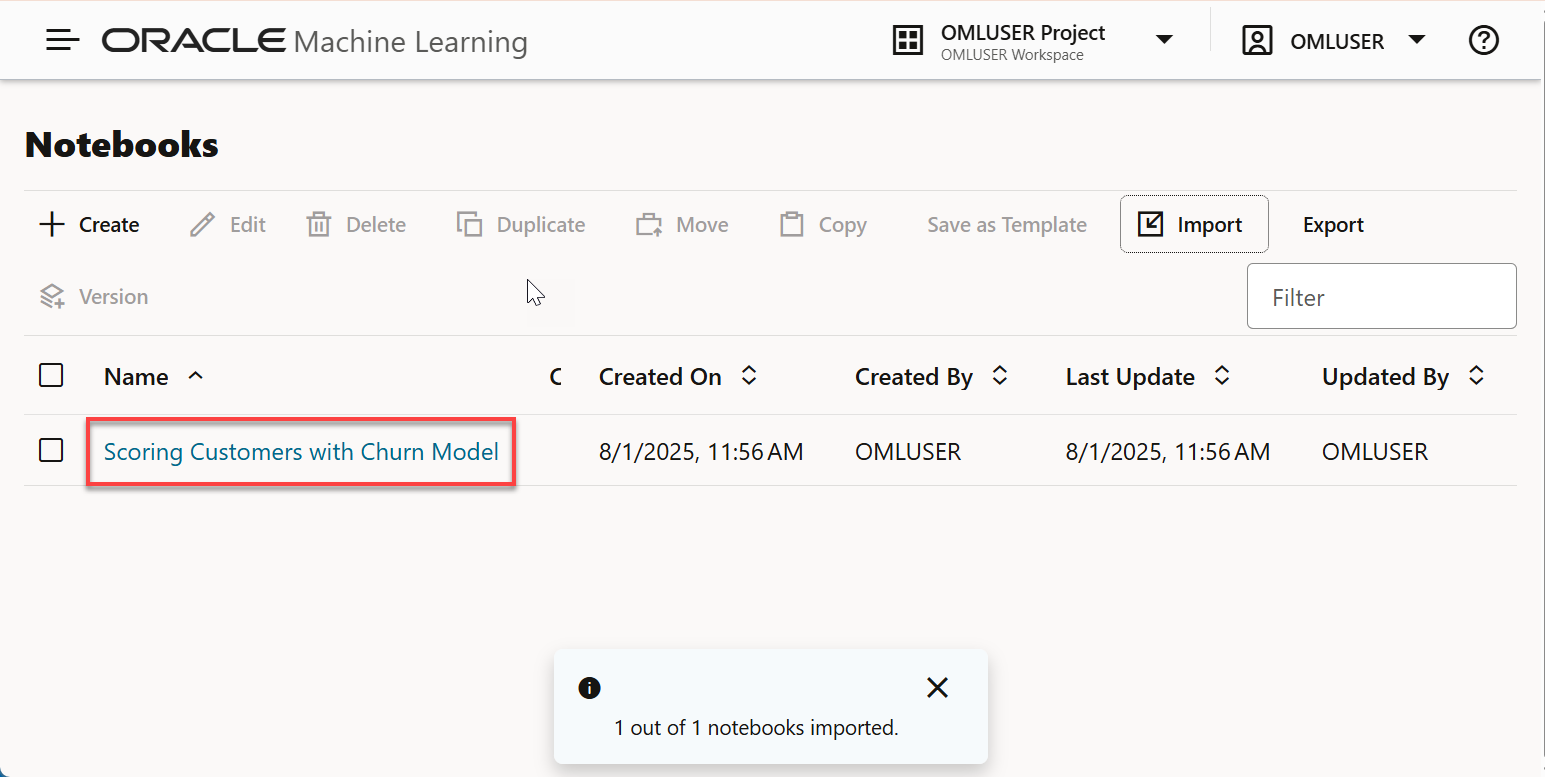 ORACLE Machine Learning
OMLUSER Project
OMLUSER Workspace
OMLUSER
Notebooks
Create Edit Delete Duplicate Move Copy Save as Template Import Export
Version
Filter
Name C Created On Created By Last Update Updated By
Scoring Customers with Churn Model 8/1/2025, 11:56 AM OMLUSER 8/1/2025, 11:56 AM OMLUSER
1 out of 1 notebooks imported.